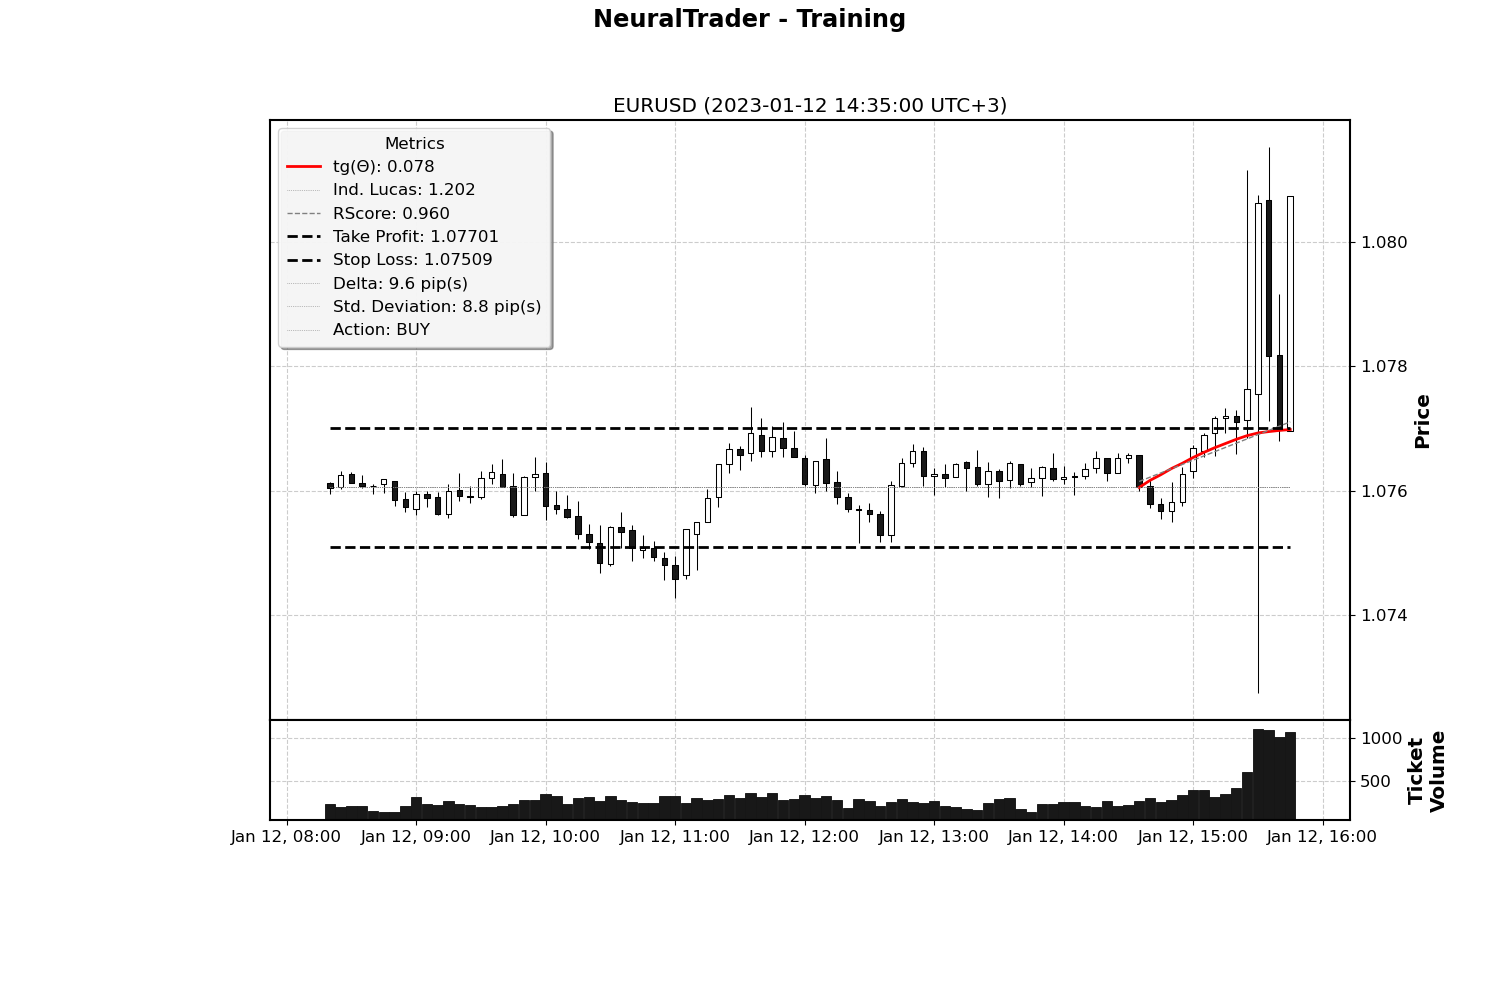 NeuralTrader - Training
EURUSD (2023-01-12 14:35:00 UTC+3)
Metrics
tg(Θ): 0.078
Ind. Lucas: 1.202
RScore: 0.960
Take Profit: 1.07701
Stop Loss: 1.07509
Delta: 9.6 pip(s)
Std. Deviation: 8.8 pip(s)
Action: BUY
1.080
1.078
1.076
1.074
Price
1000
500
Ticket
Volume
Jan 12, 08:00 Jan 12, 09:00 Jan 12, 10:00 Jan 12, 11:00 Jan 12, 12:00 Jan 12, 13:00 Jan 12, 14:00 Jan 12, 15:00 Jan 12, 16:00